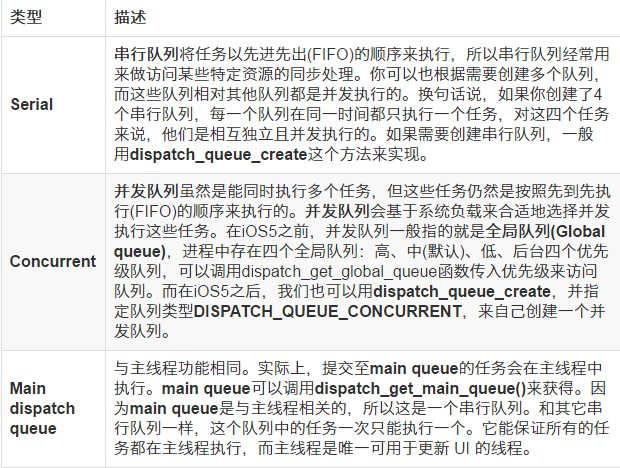 类型
描述
Serial
串行队列将任务以先进先出(FIFO)的顺序来执行，所以串行队列经常用
来做访问某些特定资源的同步处理。你可以也根据需要创建多个队列，
而这些队列相对其他队列都是并发执行的。换句话说，如果你创建了4
个串行队列，每一个队列在同一时间都只执行一个任务，对这四个任务
来说，他们是相互独立且并发执行的。如果需要创建串行队列，一般
用dispatch_queue_create这个方法来实现。
Concurrent
并发队列虽然是能同时执行多个任务，但这些任务仍然是按照先到先执
行(FIFO)的顺序来执行的。并发队列会基于系统负载来合适地选择并发
执行这些任务。在iOS5之前，并发队列一般指的就是全局队列(Global
queue)，进程中存在四个全局队列：高、中(默认)、低、后台四个优先
级队列，可以调用dispatch_get_global_queue函数传入优先级来访问
队列。而在iOS5之后，我们也可以用dispatch_queue_create，并指
定队列类型DISPATCH_QUEUE_CONCURRENT，来自己创建一个并
发队列。
Main
dispatch
queue
与主线程功能相同。实际上，提交至main queue的任务会在主线程中
执行。main queue可以调用dispatch_get_main_queue()来获得。因
为main queue是与主线程相关的，所以这是一个串行队列。和其它串
行队列一样，这个队列中的任务一次只能执行一个。它能保证所有的任
务都在主线程执行，而主线程是唯一可用于更新 UI 的线程。